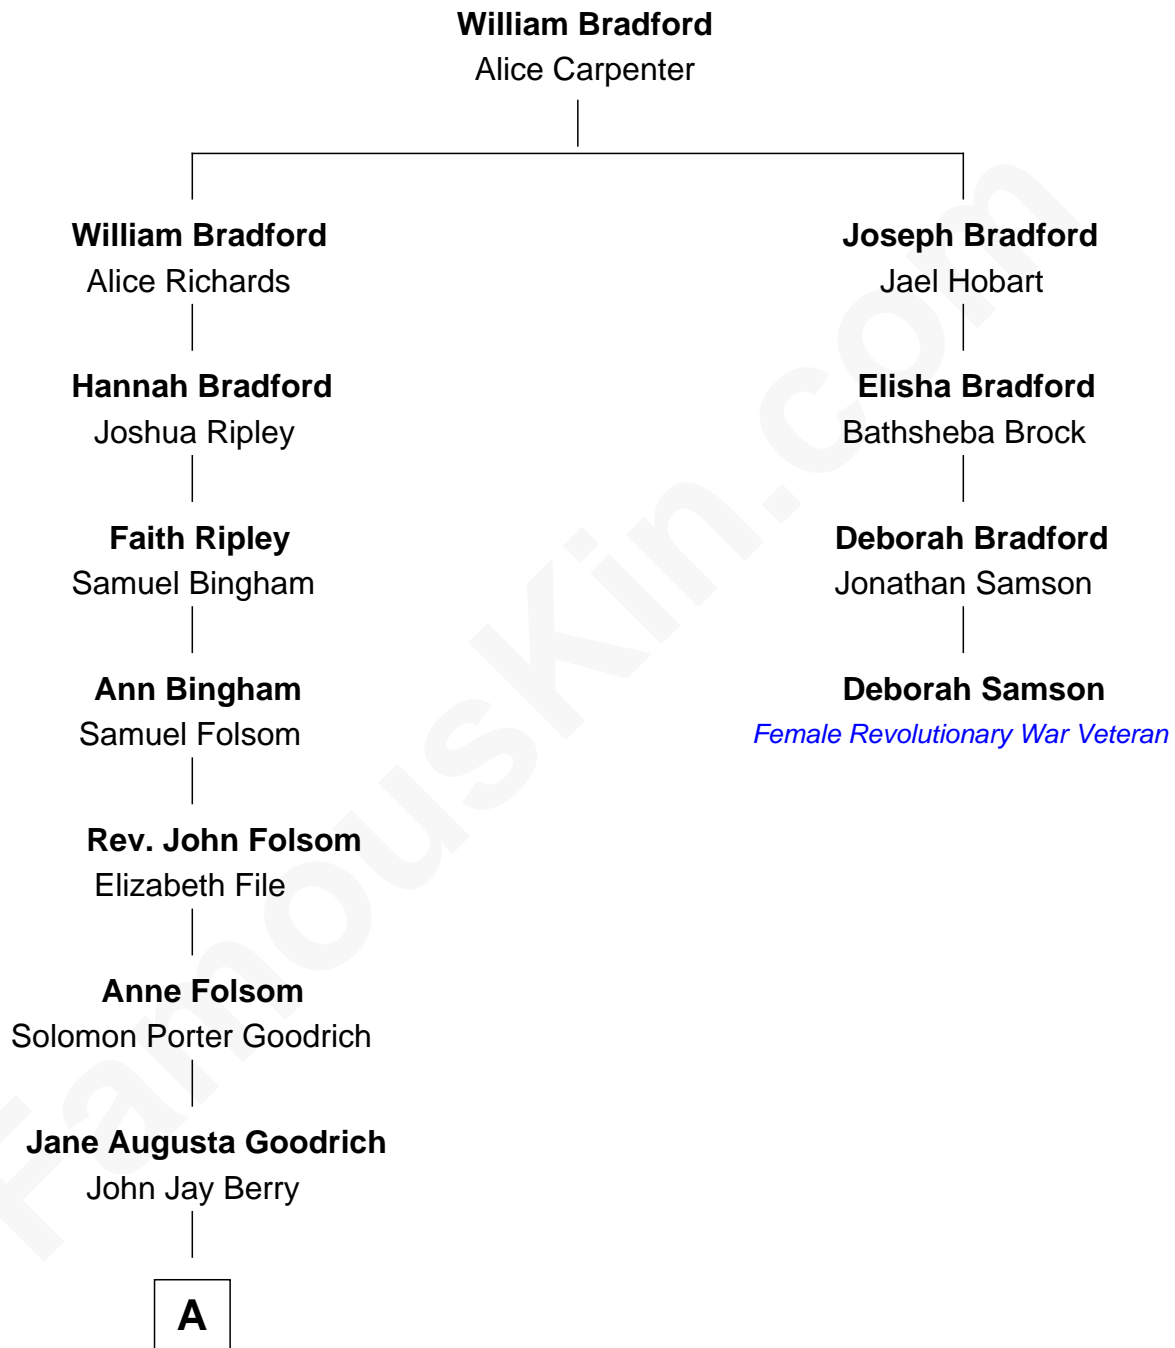 William Bradford
Alice Carpenter
William Bradford
Alice Richards
Hannah Bradford
Joshua Ripley
Faith Ripley
Samuel Bingham
Ann Bingham
Samuel Folsom
Rev. John Folsom
Elizabeth File
Anne Folsom
Solomon Porter Goodrich
Jane Augusta Goodrich
John Jay Berry
A
Joseph Bradford
Jael Hobart
Elisha Bradford
Bathsheba Brock
Deborah Bradford
Jonathan Samson
Deborah Samson
Female Revolutionary War Veteran
FamousKin.com